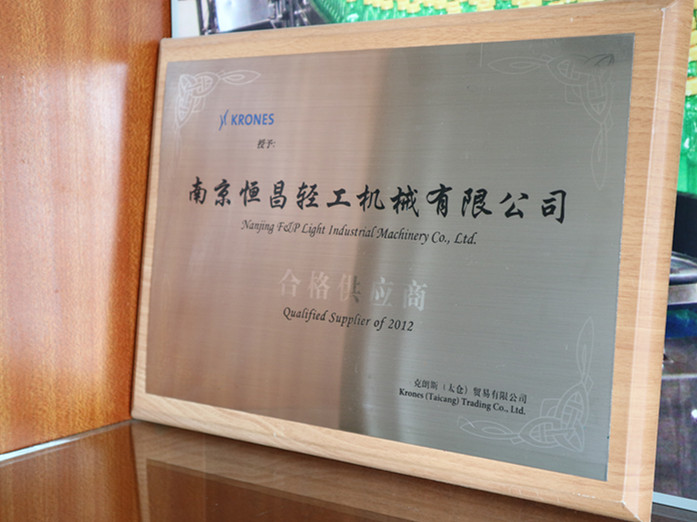 KRONES
授予:
南京恒昌轻工机械有限公司
Nanjing F&P Light Industrial Machinery Co., Ltd.
合格供应商
Qualified Supplier of 2012
克朗斯（太仓）贸易有限公司
Krones (Taicang) Trading Co., Ltd.